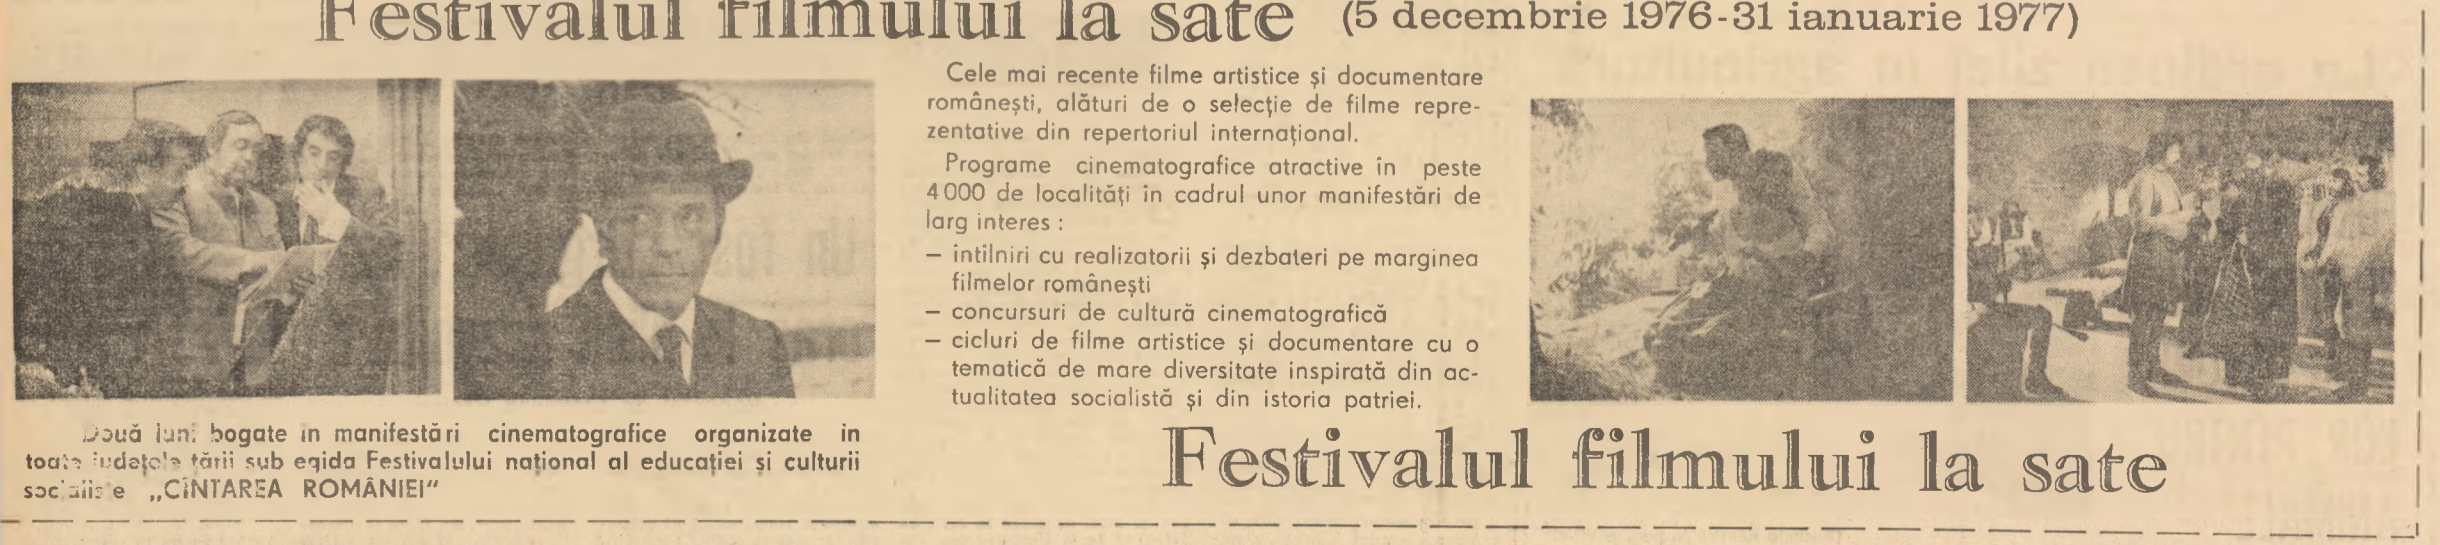 Festivalul filmului la sate (5 decembrie 1976-31 ianuarie 1977)
Cele mai recente filme artistice și documentare
românești, alături de o selecție de filme repre-
zentative din repertoriul internațional.
Programe cinematografice atractive în peste
4 000 de localități în cadrul unor manifestări de
larg interes :
— intîlniri cu realizatorii și dezbateri pe marginea
filmelor românești
— concursuri de cultură cinematografică
— cicluri de filme artistice și documentare cu o
tematică de mare diversitate inspirată din ac-
tualitatea socialistă și din istoria patriei.
Două luni bogate in manifestări cinematografice organizate in
toate județele țării sub egida Festivalului național al educației și culturii
socialiste „CÎNTAREA ROMÂNIEI”
Festivalul filmului la sate